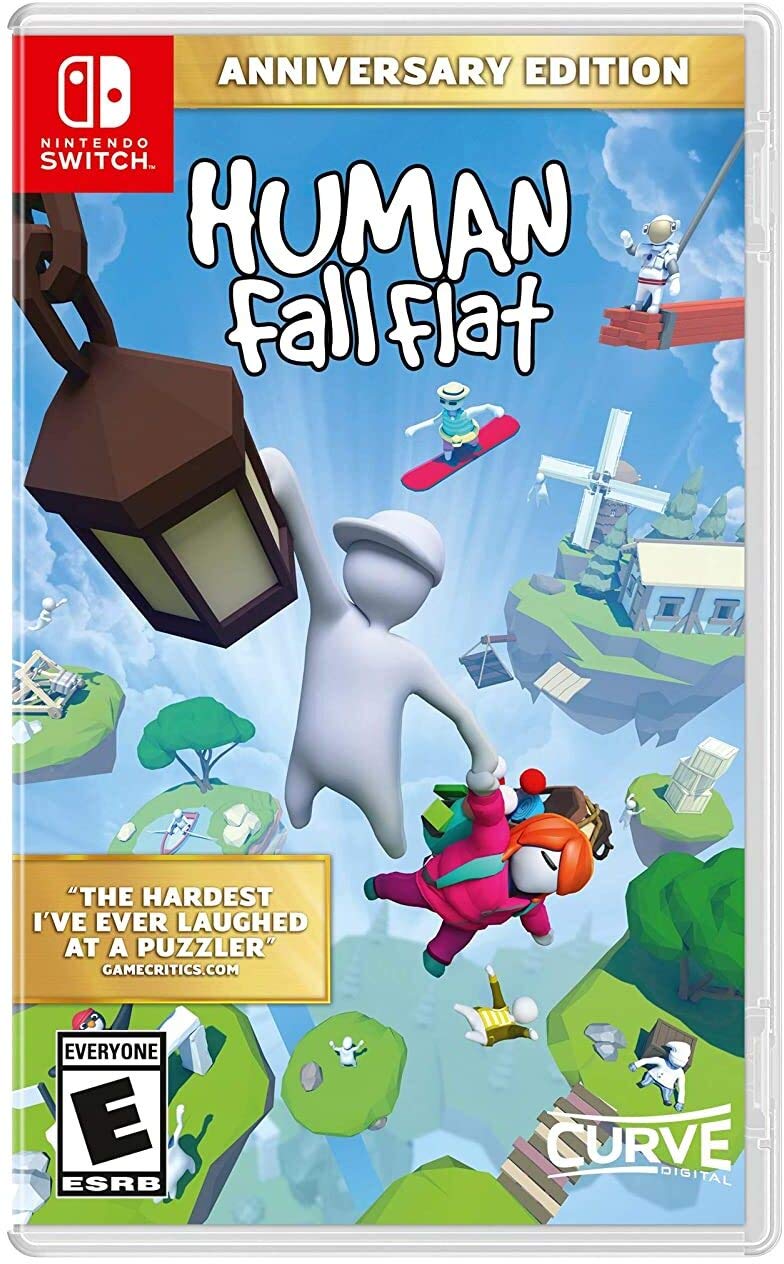 ANNIVERSARY EDITION
NINTENDO
SWITCH™
HUMAN
fall flat
"THE HARDEST
I'VE EVER LAUGHED
AT A PUZZLER"
GAMECRITICS.COM
EVERYONE
E
ESRB
CURVE
DIGITAL